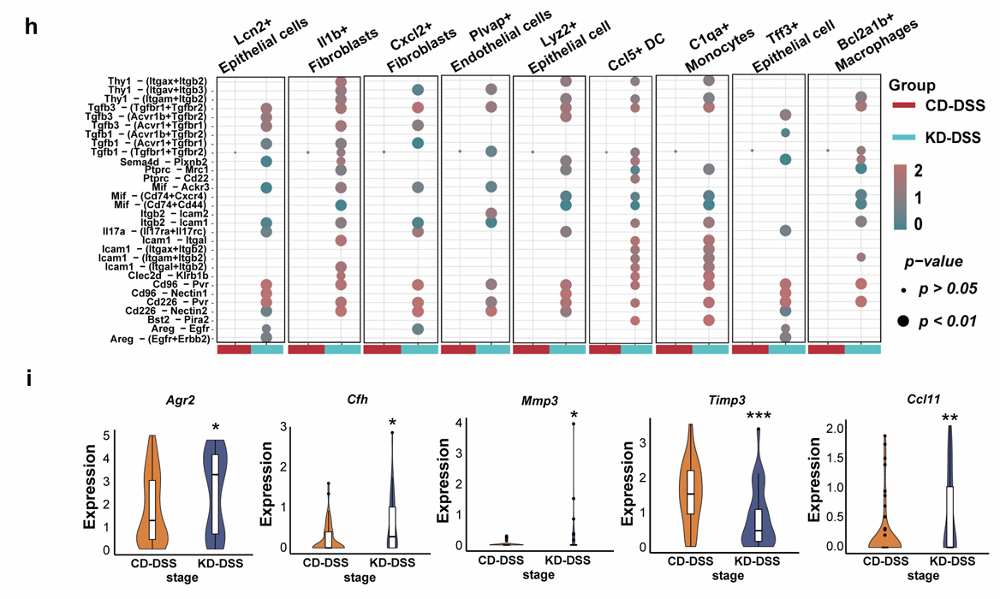 h
Lcn2+
Epithelial cells
Il1b+
Fibroblasts
Cxcl2+
Fibroblasts
Plvap+
Endothelial cells
Lyz2+
Epithelial cell
Ccl5+ DC
C1qa+
Monocytes
Tff3+
Epithelial cell
Bcl2a1b+
Macrophages
Thy1 − (Itgax+Itgb2)
Thy1 − (Itgav+Itgb3)
Thy1 − (Itgam+Itgb2)
Tgfb3 − (Tgfbr1+Tgfbr2)
Tgfb3 − (Acvr1b+Tgfbr2)
Tgfb3 − (Acvr1+Tgfbr1)
Tgfb1 − (Acvr1b+Tgfbr2)
Tgfb1 − (Acvr1+Tgfbr1)
Tgfb1 − (Tgfbr1+Tgfbr2)
Sema4d − Plxnb2
Ptprc − Mrc1
Ptprc − Cd22
Mif − Ackr3
Mif − (Cd74+Cxcr4)
Mif − (Cd74+Cd44)
Itgb2 − Icam2
Itgb2 − Icam1
Il17a − (Il17ra+Il17rc)
Icam1 − Itgal
Icam1 − (Itgax+Itgb2)
Icam1 − (Itgam+Itgb2)
Icam1 − (Itgal+Itgb2)
Clec2d − Klrb1b
Cd96 − Pvr
Cd96 − Nectin1
Cd226 − Pvr
Cd226 − Nectin2
Bst2 − Pira2
Areg − Egfr
Areg − (Egfr+Erbb2)
Group
CD-DSS
KD-DSS
2
1
0
p−value
p > 0.05
p < 0.01
i
Agr2
*
Expression
5
4
3
2
1
0
CD-DSS KD-DSS
stage
Cfh
*
Expression
3
2
1
0
CD-DSS KD-DSS
stage
Mmp3
*
Expression
4
3
2
1
0
CD-DSS KD-DSS
stage
Timp3
***
Expression
3
2
1
0
CD-DSS KD-DSS
stage
Ccl11
**
Expression
2.0
1.5
1.0
0.5
0.0
CD-DSS KD-DSS
stage